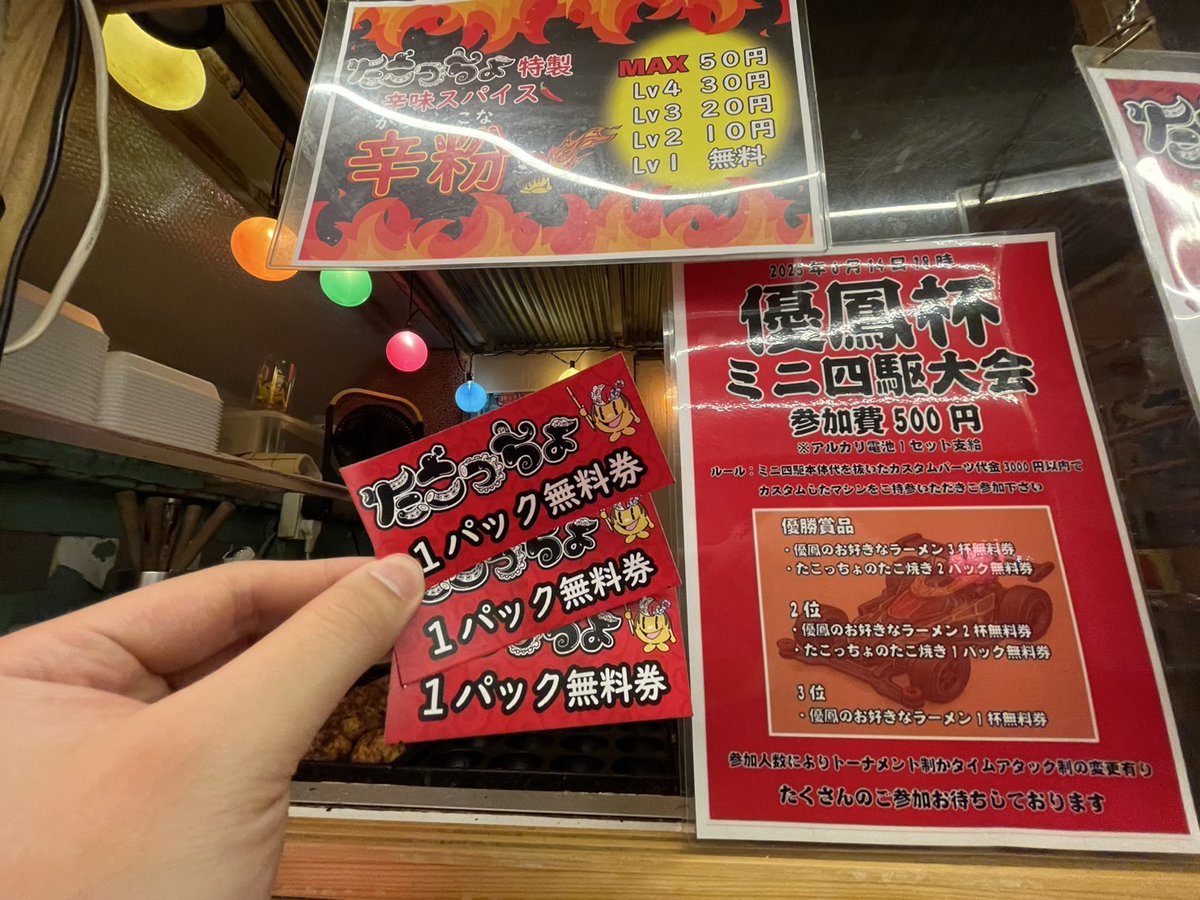 たこっちょ 特製
辛味スパイス
辛粉
MAX 50円
Lv4 30円
Lv3 20円
Lv2 10円
Lv1 無料
たこっちょ
1パック無料券
たこっちょ
1パック無料券
1パック無料券
優鳳杯
ミニ四駆大会
参加費500円
※アルカリ電池1セット支給
ルール：ミニ四駆本体代を抜いたカスタムパーツ代金3000円以内で
カスタムしたマシンをご持参いただきご参加下さい
優勝賞品
・優鳳のお好きなラーメン3杯無料券
・たこっちょのたこ焼き2パック無料券
2位
・優鳳のお好きなラーメン2杯無料券
・たこっちょのたこ焼き1パック無料券
3位
・優鳳のお好きなラーメン1杯無料券
参加人数によりトーナメント制かタイムアタック制の変更有り
たくさんのご参加お待ちしております